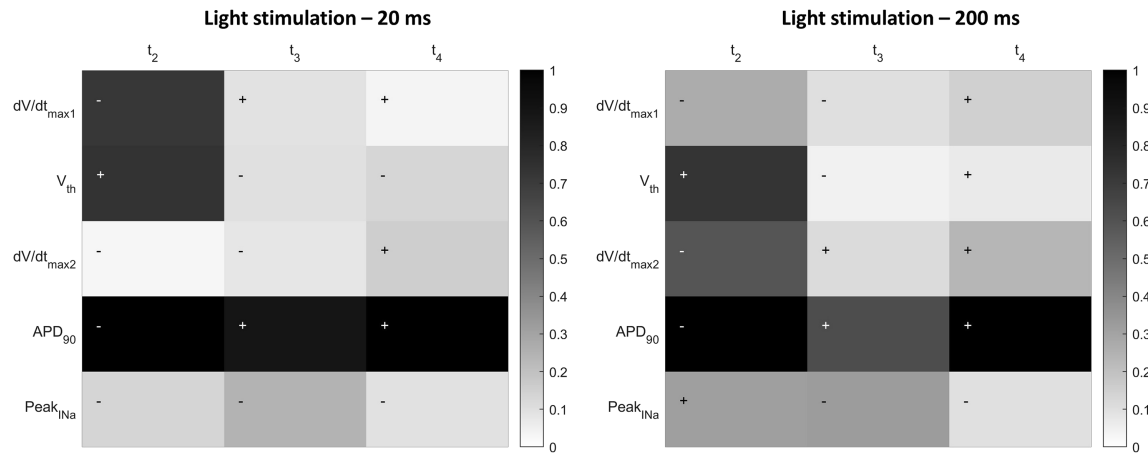 Light stimulation – 20 ms
t2 t3 t4
dV/dtmax1 - + +
Vth + - -
dV/dtmax2 - - +
APD90 - + +
PeakINa - - -
1
0.9
0.8
0.7
0.6
0.5
0.4
0.3
0.2
0.1
0
Light stimulation – 200 ms
t2 t3 t4
dV/dtmax1 - - +
Vth + - +
dV/dtmax2 - + +
APD90 - + +
PeakINa + - -
1
0.9
0.8
0.7
0.6
0.5
0.4
0.3
0.2
0.1
0